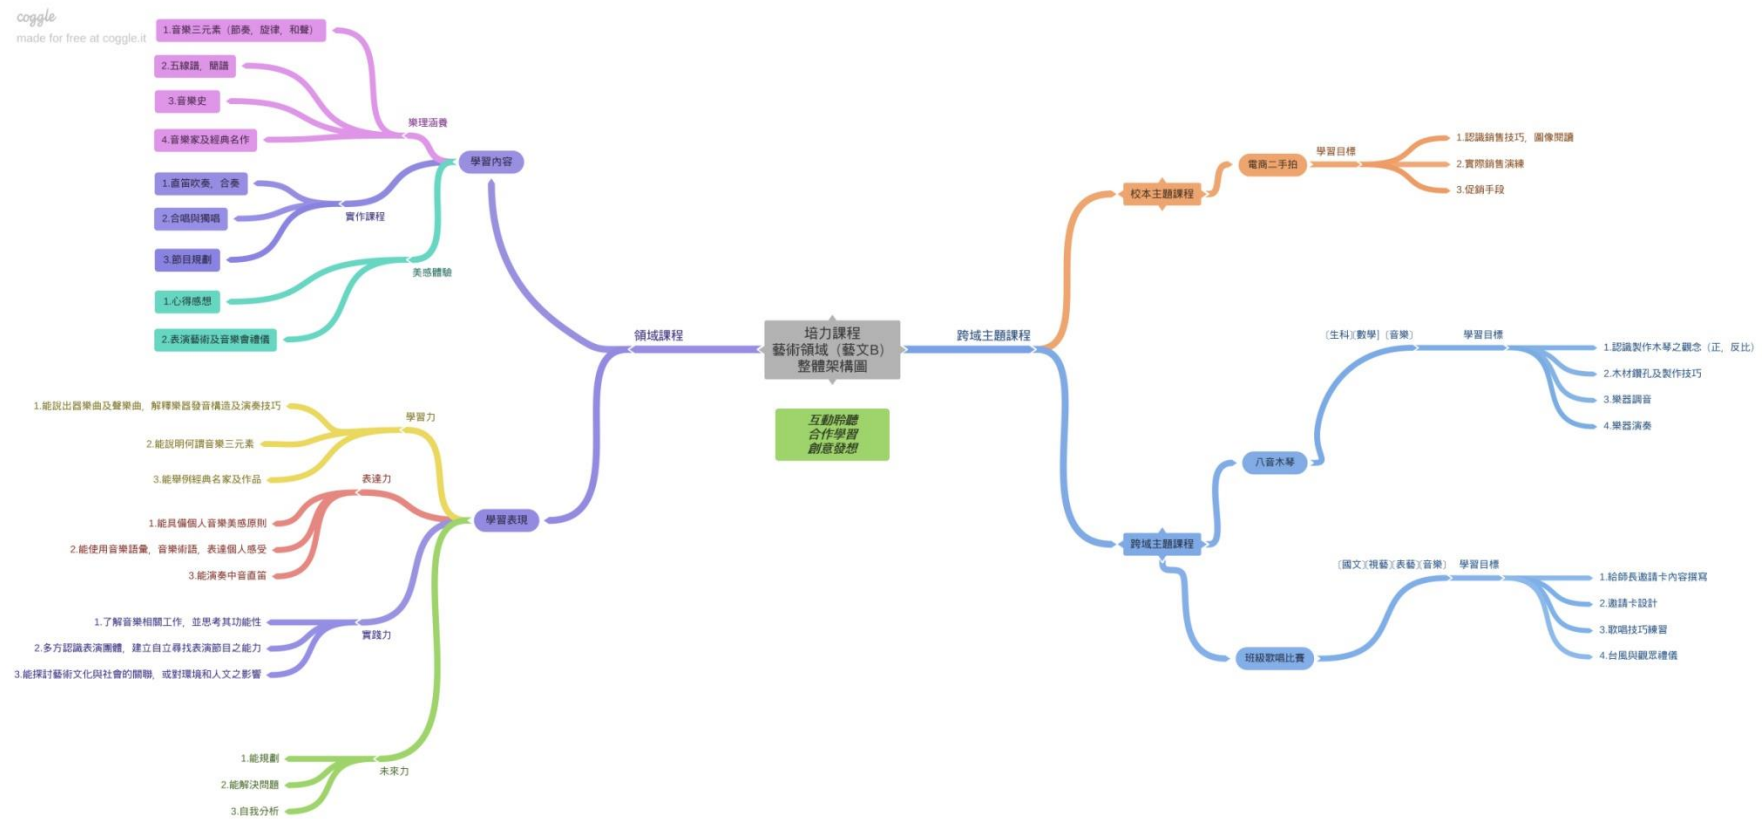 coggle
made for free at coggle.it
1.音樂三元素（節奏，旋律，和聲）
2.五線譜，簡譜
3.音樂史
4.音樂家及經典名作
樂理涵養
學習內容
1.直笛吹奏，合奏
2.合唱與獨唱
3.節目規劃
實作課程
1.心得感想
2.表演藝術及音樂會禮儀
美感體驗
領域課程
培力課程
藝術領域（藝文B）
整體架構圖
互動聆聽
合作學習
創意發想
1.能說出器樂曲及聲樂曲，解釋樂器發音構造及演奏技巧
2.能說明何謂音樂三元素
3.能舉例經典名家及作品
學習力
表達力
1.能具備個人音樂美感原則
2.能使用音樂語彙，音樂術語，表達個人感受
3.能演奏中音直笛
學習表現
1.了解音樂相關工作，並思考其功能性
2.多方認識表演團體，建立自立尋找表演節目之能力
3.能探討藝術文化與社會的關聯，或對環境和人文之影響
實踐力
1.能規劃
2.能解決問題
3.自我分析
未來力
跨域主題課程
校本主題課程
電商二手拍
學習目標
1.認識銷售技巧，圖像閱讀
2.實際銷售演練
3.促銷手段
跨域主題課程
八音木琴
〔生科〕〔數學〕〔音樂〕
學習目標
1.認識製作木琴之觀念（正，反比）
2.木材鑽孔及製作技巧
3.樂器調音
4.樂器演奏
班級歌唱比賽
〔國文〕〔視藝〕〔表藝〕〔音樂〕
學習目標
1.給師長邀請卡內容撰寫
2.邀請卡設計
3.歌唱技巧練習
4.台風與觀眾禮儀